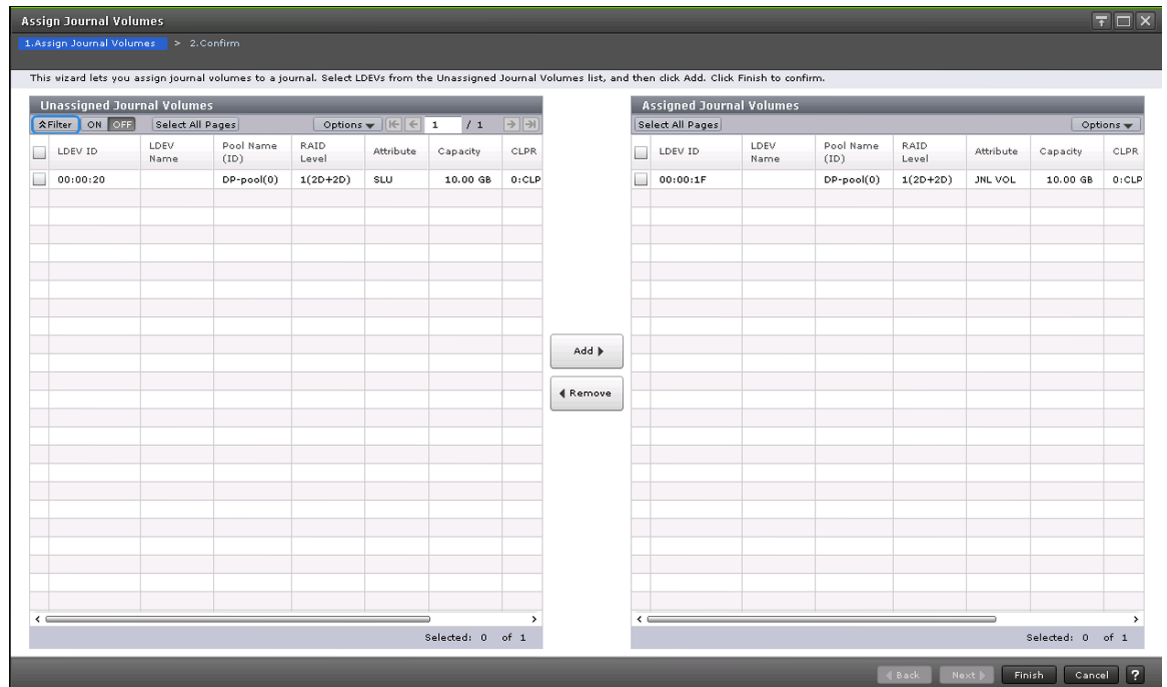 Assign Journal Volumes
1.Assign Journal Volumes > 2.Confirm
This wizard lets you assign journal volumes to a journal. Select LDEVs from the Unassigned Journal Volumes list, and then click Add. Click Finish to confirm.
Unassigned Journal Volumes
Filter ON OFF Select All Pages Options 1 / 1
LDEV ID LDEV Name Pool Name (ID) RAID Level Attribute Capacity CLPR
00:00:20 DP-pool(0) 1(2D+2D) SLU 10.00 GB 0:CLP
Selected: 0 of 1
Add
Remove
Assigned Journal Volumes
Select All Pages Options
LDEV ID LDEV Name Pool Name (ID) RAID Level Attribute Capacity CLPR
00:00:1F DP-pool(0) 1(2D+2D) JNL VOL 10.00 GB 0:CLP
Selected: 0 of 1
Back Next Finish Cancel ?